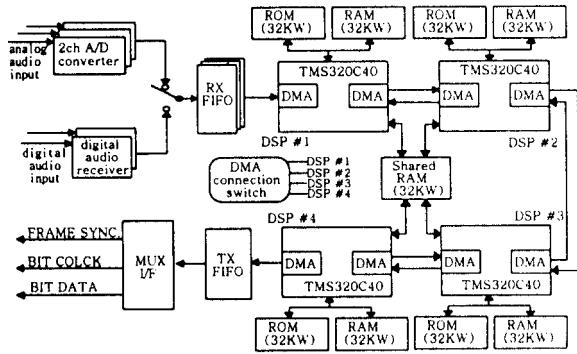 ROM RAM ROM RAM
(32KW) (32KW) (32KW) (32KW)
analog
audio
input
2ch A/D
converter
RX
FIFO
TMS320C40 TMS320C40
DMA DMA DMA DMA
DSP #1 DSP #2
digital
audio
input
digital audio
receiver
DMA
connection
switch
DSP #1
DSP #2
DSP #3
DSP #4
Shared
RAM
(32KW)
DSP #4 DSP #3
FRAME SYNC.
BIT COLCK
BIT DATA
MUX
I/F
TX
FIFO
DMA DMA DMA DMA
TMS320C40 TMS320C40
ROM RAM ROM RAM
(32KW) (32KW) (32KW) (32KW)